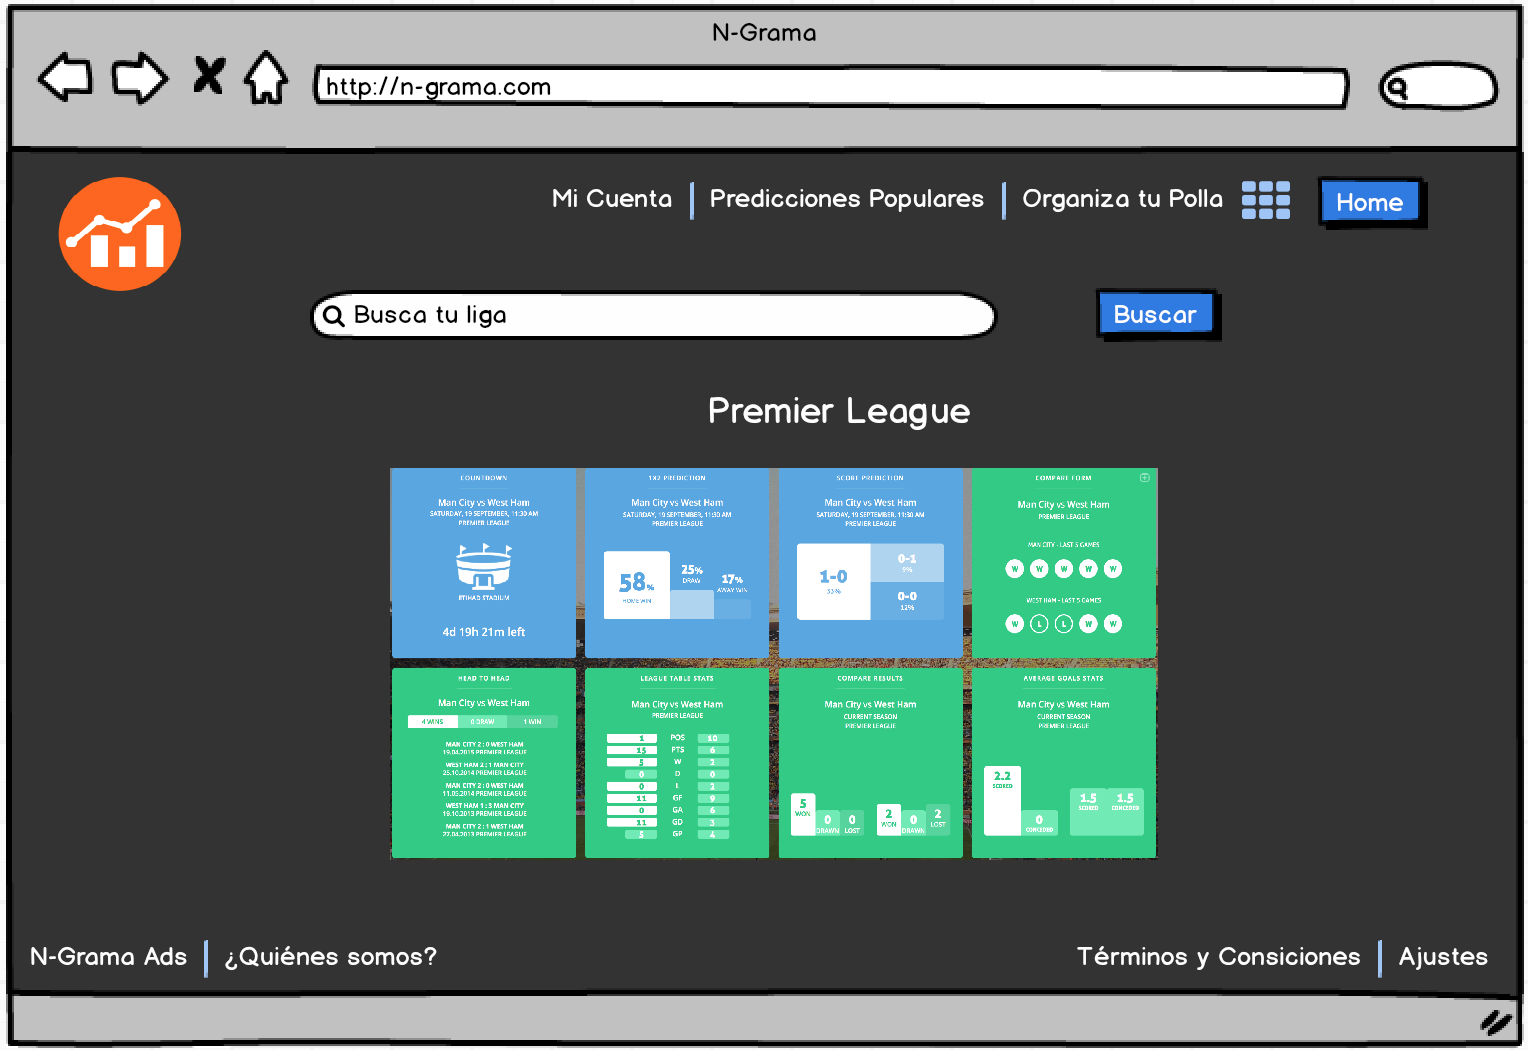 N-Grama
http://n-grama.com
Mi Cuenta
Predicciones Populares
Organiza tu Polla
Home
Busca tu liga
Buscar
Premier League
COUNTDOWN
Man City vs West Ham
SATURDAY, 19 SEPTEMBER, 11:30 AM
PREMIER LEAGUE
ETIHAD STADIUM
4d 19h 21m left
1X2 PREDICTION
Man City vs West Ham
SATURDAY, 19 SEPTEMBER, 11:30 AM
PREMIER LEAGUE
58%
HOME WIN
25%
DRAW
17%
AWAY WIN
SCORE PREDICTION
Man City vs West Ham
SATURDAY, 19 SEPTEMBER, 11:30 AM
PREMIER LEAGUE
1-0
33%
0-1
9%
0-0
12%
COMPARE FORM
Man City vs West Ham
PREMIER LEAGUE
MAN CITY - LAST 5 GAMES
W W W W W
WEST HAM - LAST 5 GAMES
W L L W W
HEAD TO HEAD
Man City vs West Ham
4 WINS 0 DRAW 1 WIN
MAN CITY 2 : 0 WEST HAM
19.04.2015 PREMIER LEAGUE
WEST HAM 2 : 1 MAN CITY
25.10.2014 PREMIER LEAGUE
MAN CITY 2 : 0 WEST HAM
11.05.2014 PREMIER LEAGUE
WEST HAM 1 : 3 MAN CITY
19.10.2013 PREMIER LEAGUE
MAN CITY 2 : 1 WEST HAM
27.04.2013 PREMIER LEAGUE
LEAGUE TABLE STATS
Man City vs West Ham
PREMIER LEAGUE
1 POS 10
15 PTS 6
5 W 2
0 D 0
0 L 2
11 GF 9
0 GA 6
11 GD 3
5 GP 4
COMPARE RESULTS
Man City vs West Ham
CURRENT SEASON
PREMIER LEAGUE
5 WON
0 DRAWN
0 LOST
2 WON
0 DRAWN
2 LOST
AVERAGE GOALS STATS
Man City vs West Ham
CURRENT SEASON
PREMIER LEAGUE
2.2
SCORED
0
CONCEDED
1.5
SCORED
1.5
CONCEDED
N-Grama Ads
¿Quiénes somos?
Términos y Consiciones
Ajustes